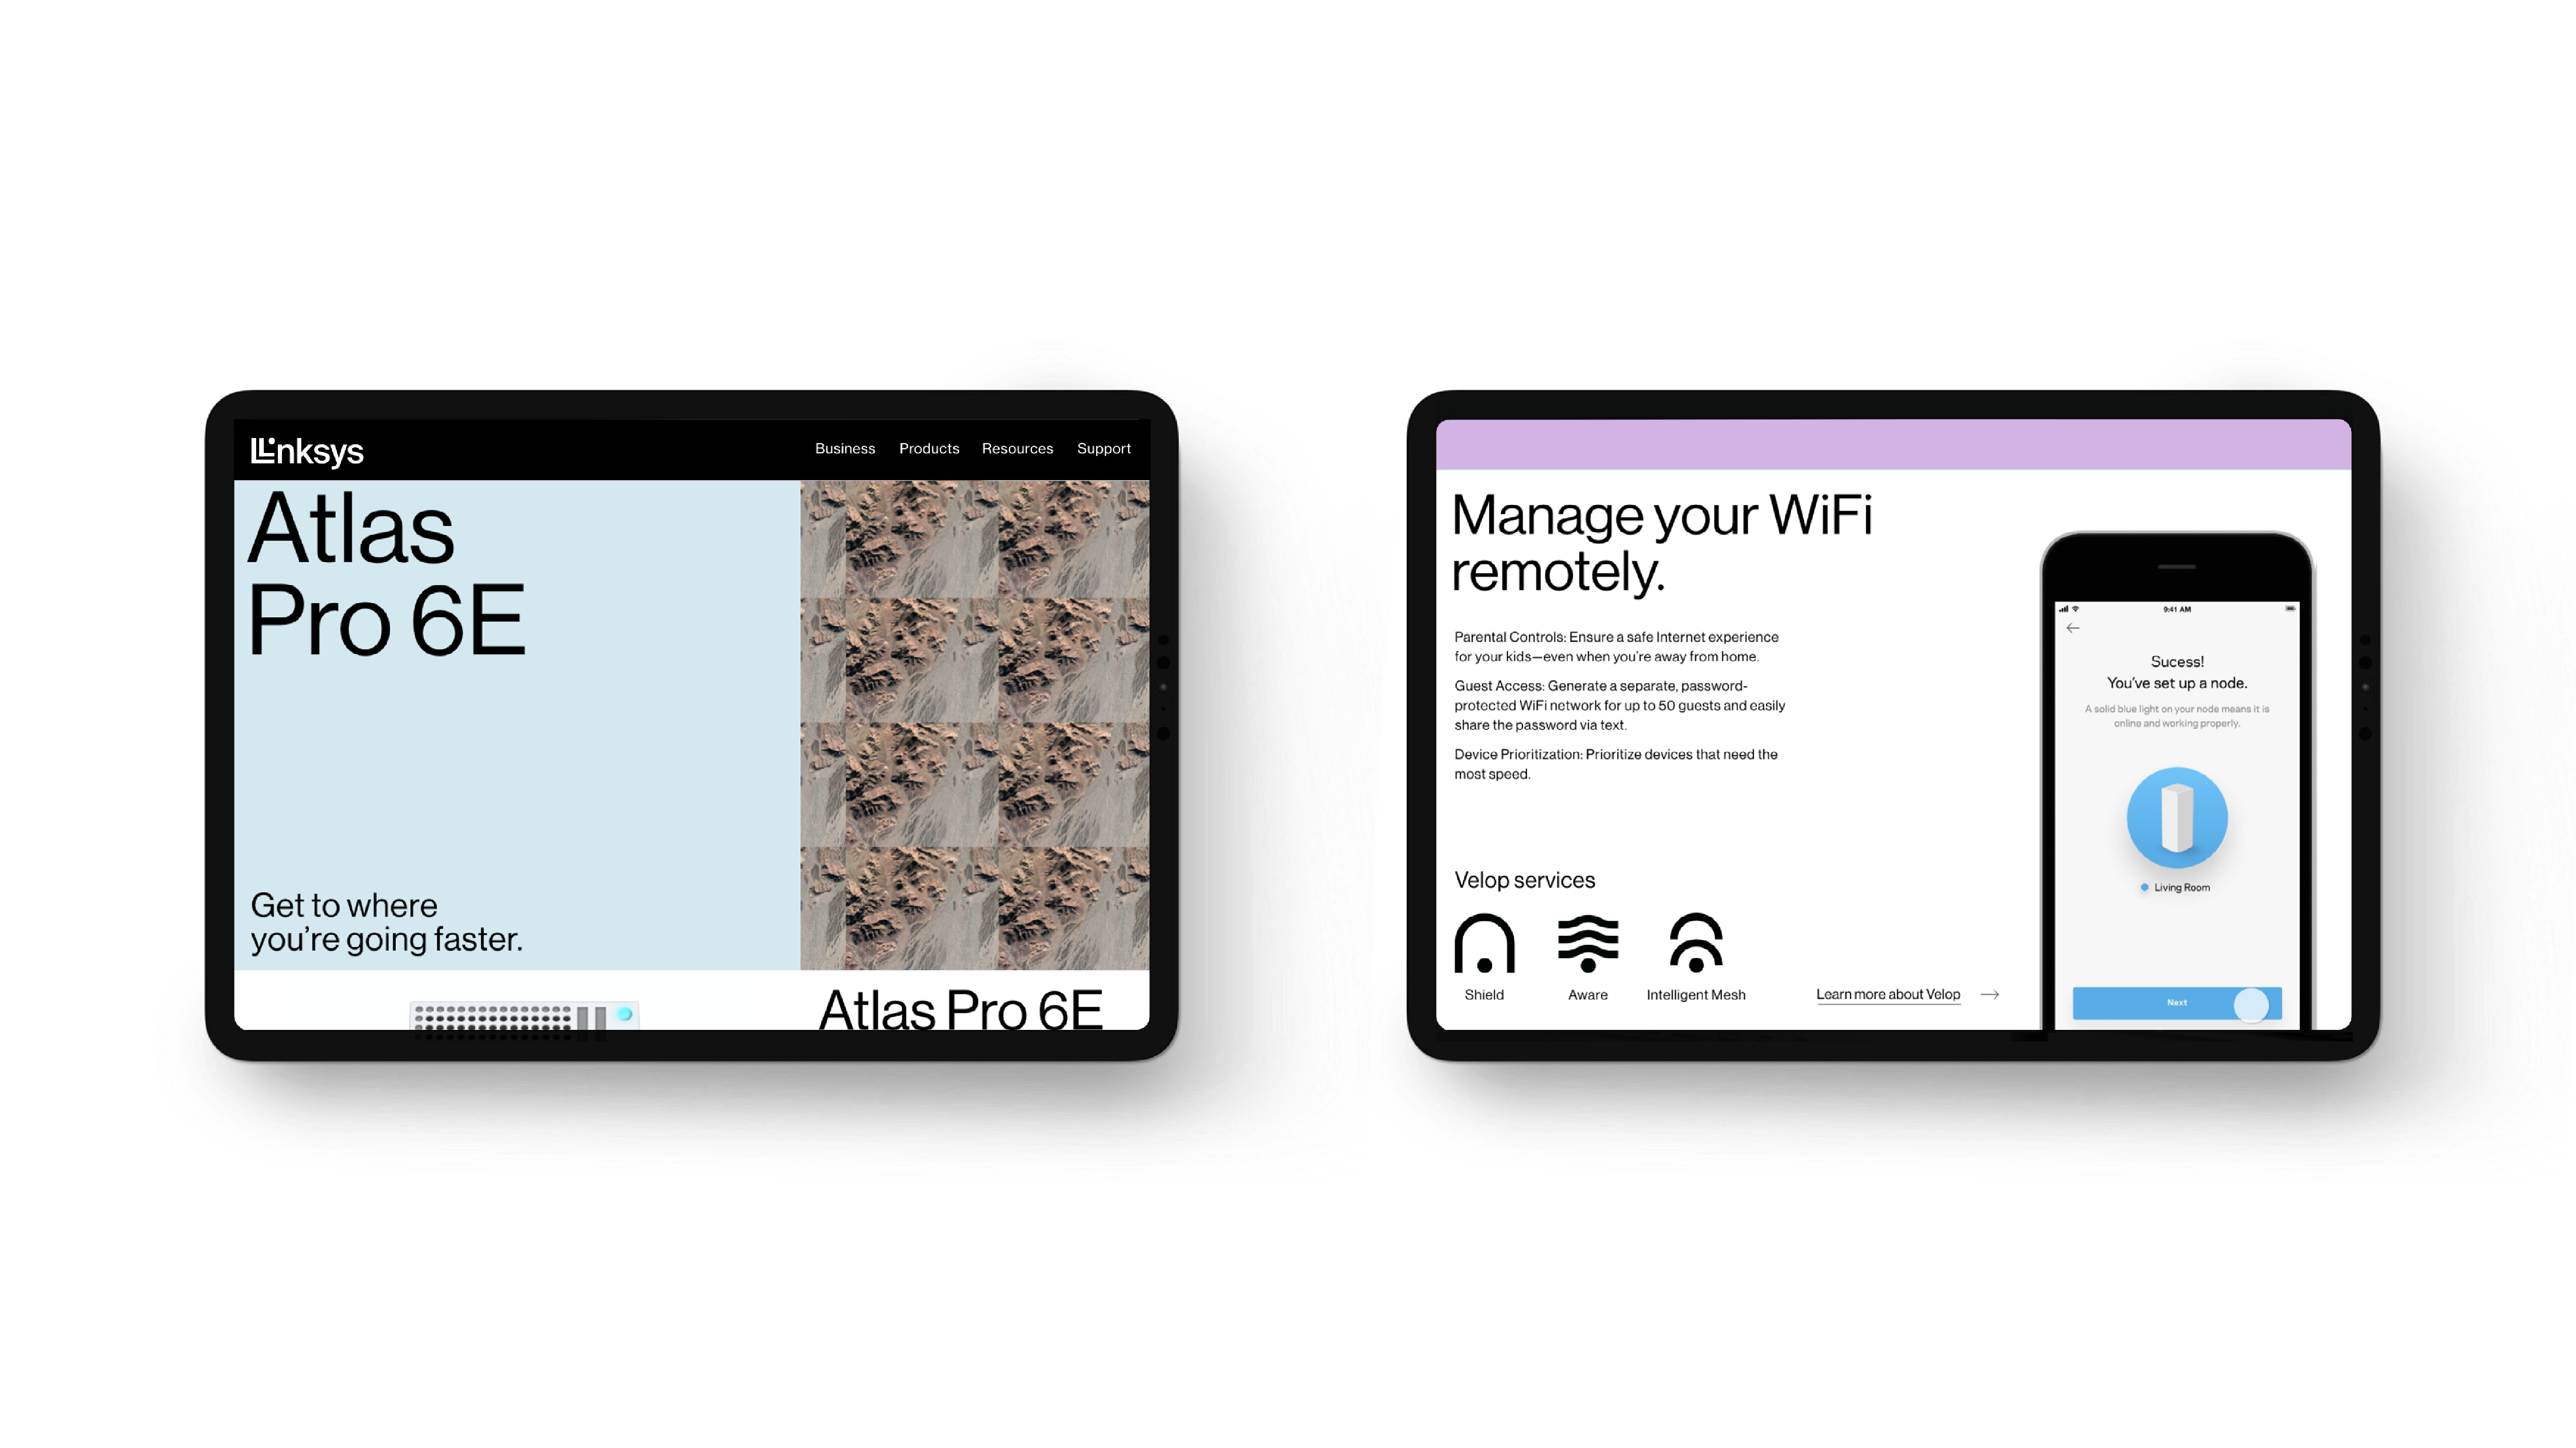 Linksys
Business Products Resources Support
Atlas
Pro 6E
Get to where
you're going faster.
Atlas Pro 6E
Manage your WiFi
remotely.
Parental Controls: Ensure a safe Internet experience
for your kids—even when you're away from home.
Guest Access: Generate a separate, password-
protected WiFi network for up to 50 guests and easily
share the password via text.
Device Prioritization: Prioritize devices that need the
most speed.
Velop services
Shield Aware Intelligent Mesh
Learn more about Velop
9:41 AM
Sucess!
You've set up a node.
A solid blue light on your node means it is
online and working properly.
Living Room
Next